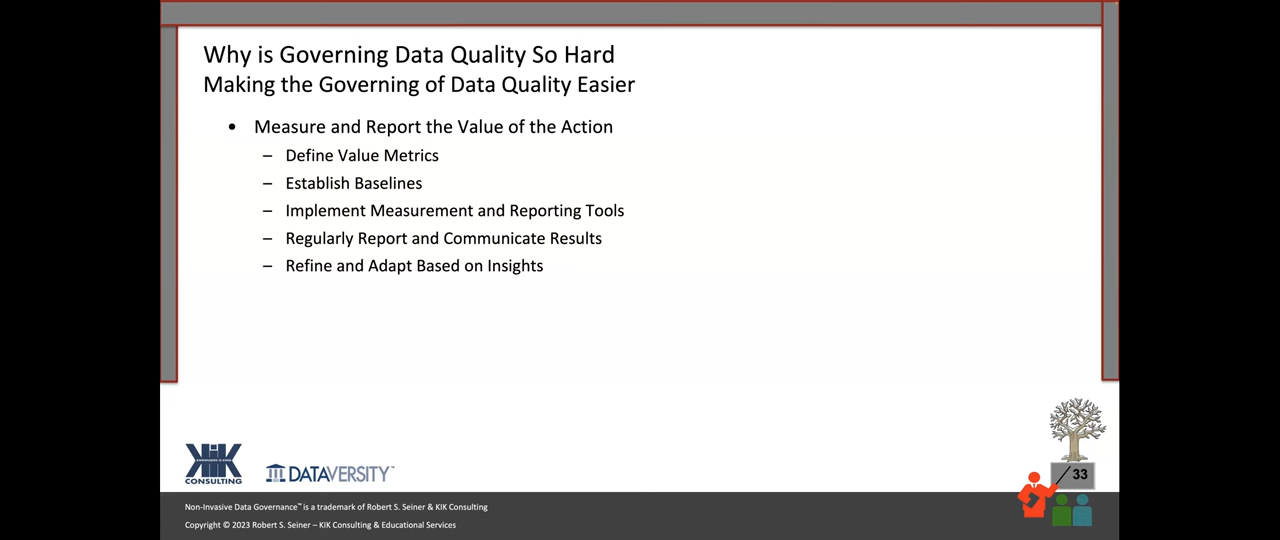 Why is Governing Data Quality So Hard
Making the Governing of Data Quality Easier
• Measure and Report the Value of the Action
– Define Value Metrics
– Establish Baselines
– Implement Measurement and Reporting Tools
– Regularly Report and Communicate Results
– Refine and Adapt Based on Insights
KIK
CONSULTING
DATAVERSITY™
33
Non-Invasive Data Governance™ is a trademark of Robert S. Seiner & KIK Consulting
Copyright © 2023 Robert S. Seiner – KIK Consulting & Educational Services